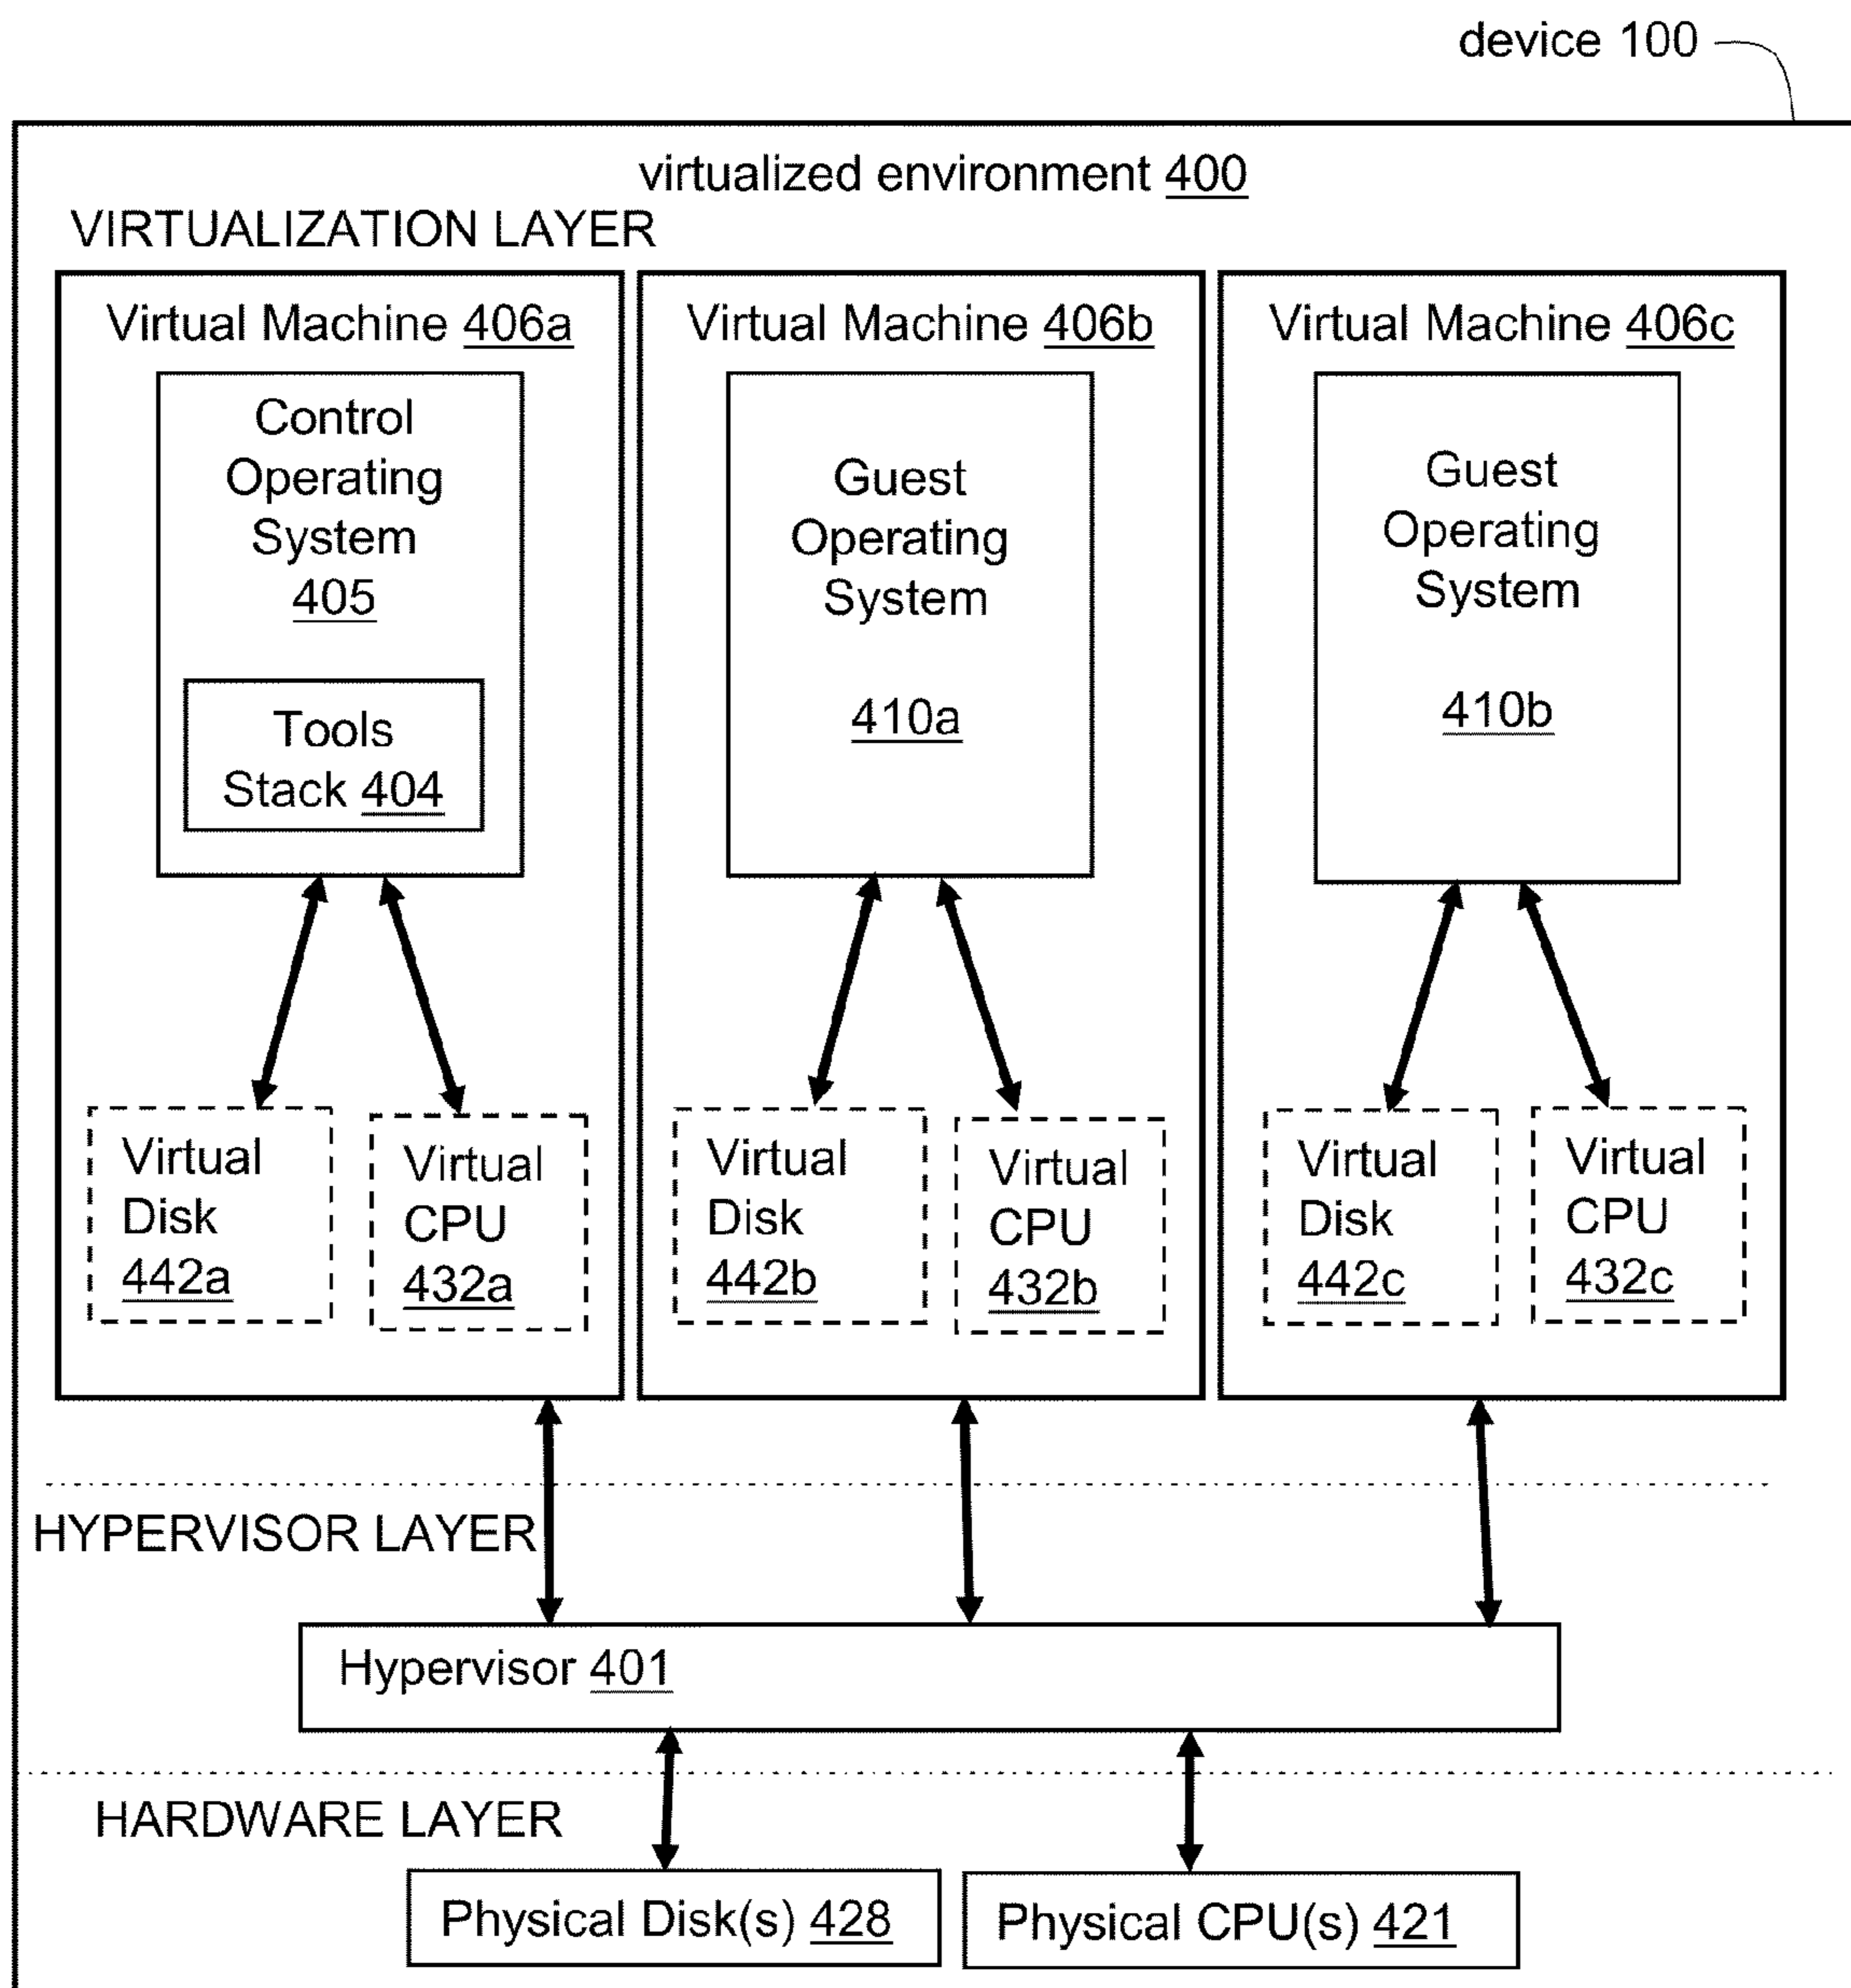 device 100
virtualized environment 400
VIRTUALIZATION LAYER
Virtual Machine 406a
Control
Operating
System
405
Tools
Stack 404
Virtual
Disk
442a
Virtual
CPU
432a
Virtual Machine 406b
Guest
Operating
System
410a
Virtual
Disk
442b
Virtual
CPU
432b
Virtual Machine 406c
Guest
Operating
System
410b
Virtual
Disk
442c
Virtual
CPU
432c
HYPERVISOR LAYER
Hypervisor 401
HARDWARE LAYER
Physical Disk(s) 428
Physical CPU(s) 421